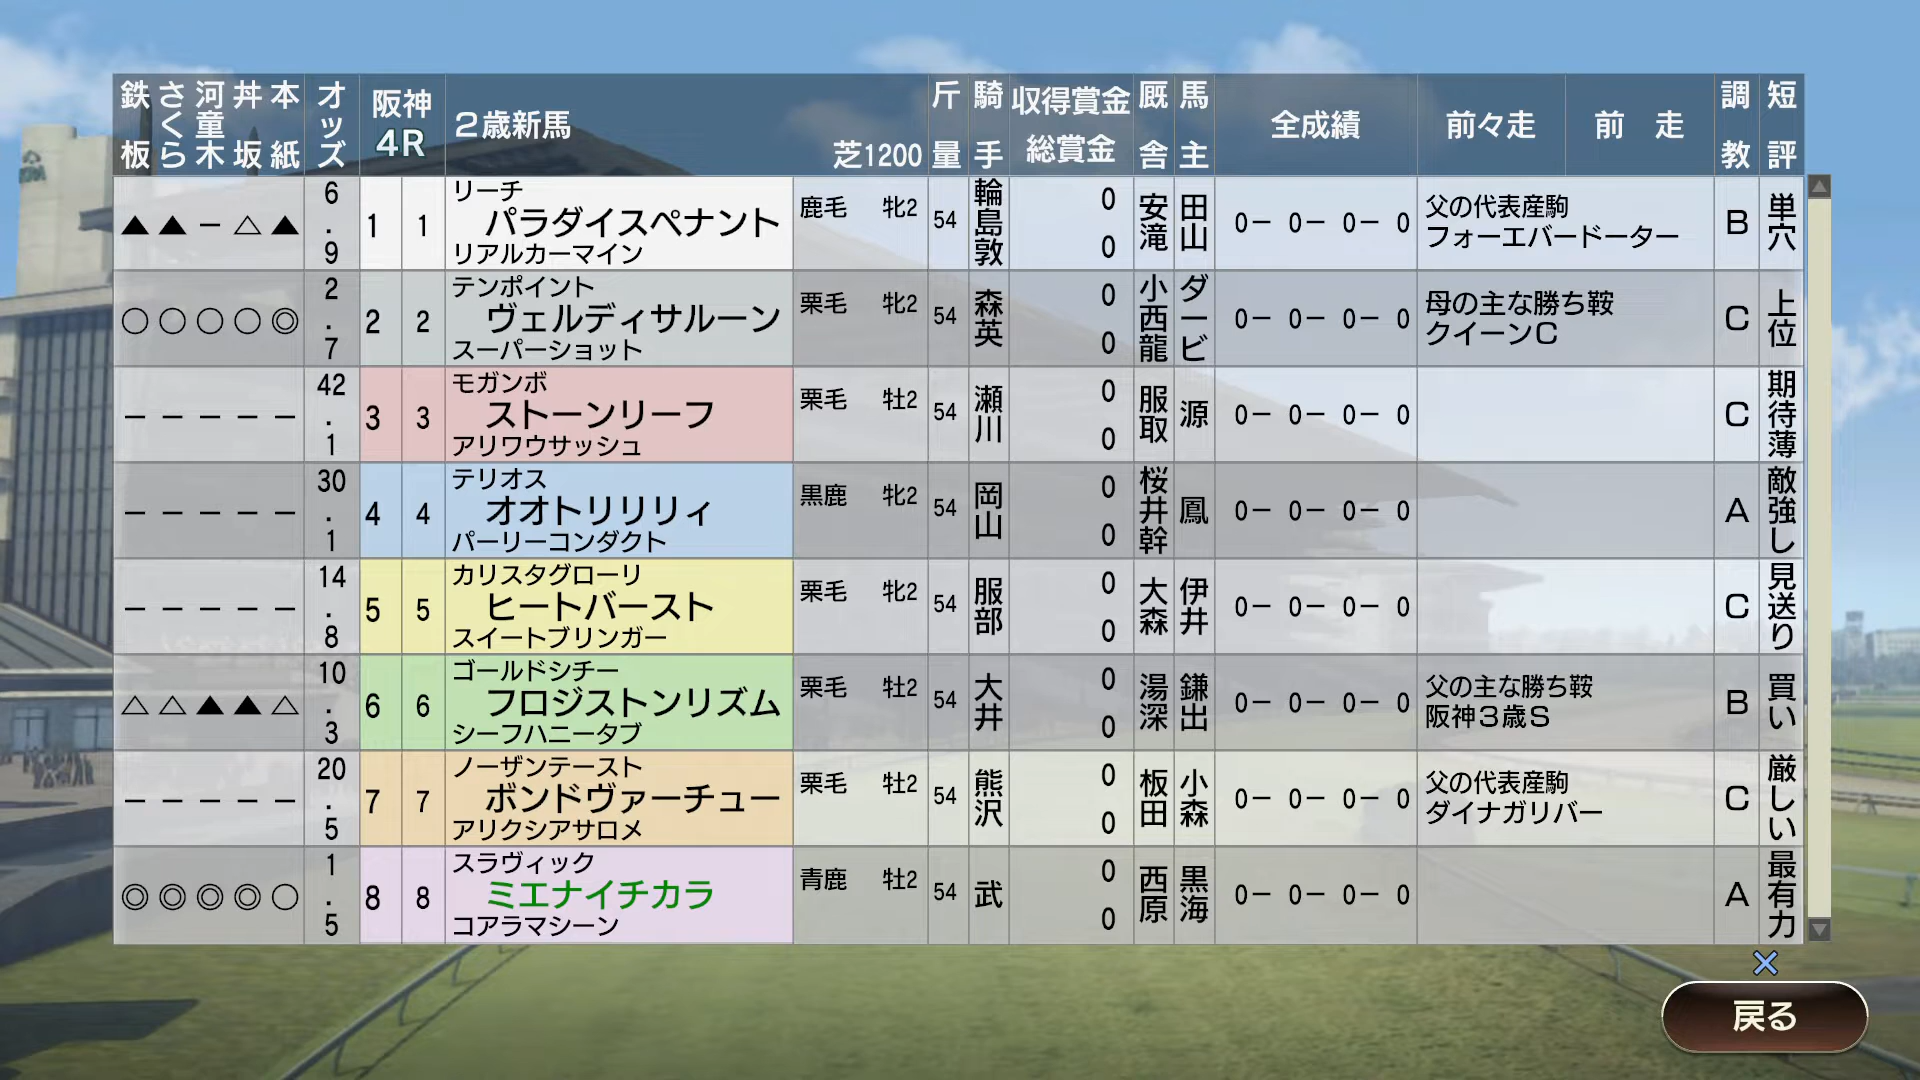 鉄板 さくら 河童木 丼坂 本紙 オッズ 阪神 4R 2歳新馬 芝1200 斤量 騎手 収得賞金 総賞金 厩舎 馬主 全成績 前々走 前 走 調教 短評
▲ ▲ － △ ▲ 6.9 1 1 リーチ 鹿毛 牝2 54 輪島敦 0 安滝 田山 0－ 0－ 0－ 0 父の代表産駒 B 単穴
パラダイスペナント
リアルカーマイン 0 フォーエバードーター
○ ○ ○ ○ ◎ 2.7 2 2 テンポイント 栗毛 牝2 54 森英 0 小西龍 ダービ 0－ 0－ 0－ 0 母の主な勝ち鞍 C 上位
ヴェルディサルーン
スーパーショット 0 クイーンC
－ － － － － 42.1 3 3 モガンボ 栗毛 牡2 54 瀬川 0 服取 源 0－ 0－ 0－ 0 C 期待薄
ストーンリーフ
アリワウサッシュ 0
－ － － － － 30.1 4 4 テリオス 黒鹿 牝2 54 岡山 0 桜井幹 鳳 0－ 0－ 0－ 0 A 敵強し
オオトリリリィ
パーリーコンダクト 0
－ － － － － 14.8 5 5 カリスタグローリ 栗毛 牝2 54 服部 0 大森 伊井 0－ 0－ 0－ 0 C 見送り
ヒートバースト
スイートブリンガー 0
△ △ ▲ ▲ △ 10.3 6 6 ゴールドシチー 栗毛 牡2 54 大井 0 湯深 鎌出 0－ 0－ 0－ 0 父の主な勝ち鞍 B 買い
フロジストンリズム
シーフハニータブ 0 阪神3歳S
－ － － － － 20.5 7 7 ノーザンテースト 栗毛 牡2 54 熊沢 0 板田 小森 0－ 0－ 0－ 0 父の代表産駒 C 厳しい
ボンドヴァーチュー
アリクシアサロメ 0 ダイナガリバー
◎ ◎ ◎ ◎ ○ 1.5 8 8 スラヴィック 青鹿 牡2 54 武 0 西原 黒海 0－ 0－ 0－ 0 A 最有力
ミエナイチカラ
コアラマシーン 0
戻る